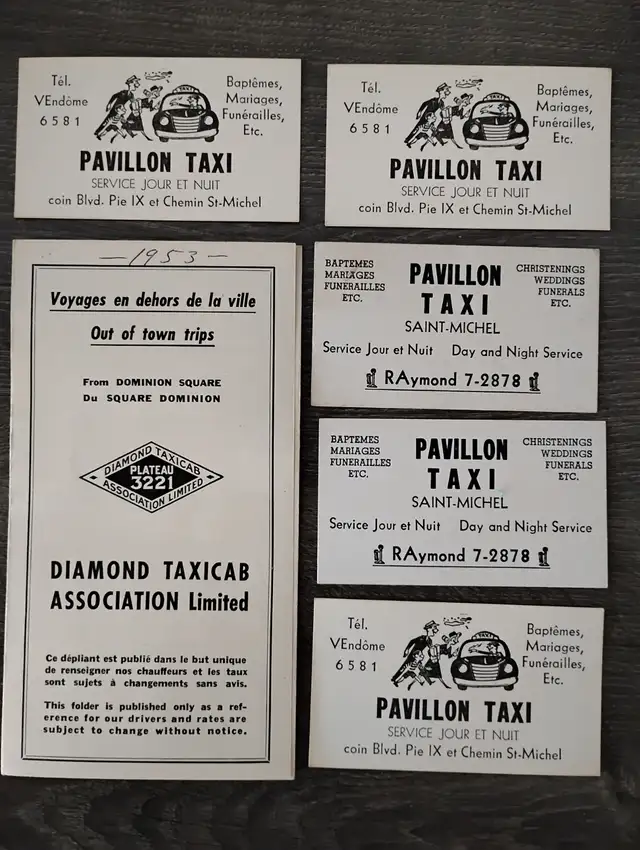 Tél.
VEndôme
6581
TAXI
Baptêmes,
Mariages,
Funérailles,
Etc.
PAVILLON TAXI
SERVICE JOUR ET NUIT
coin Blvd. Pie IX et Chemin St-Michel
Tél.
VEndôme
6581
TAXI
Baptêmes,
Mariages,
Funérailles,
Etc.
PAVILLON TAXI
SERVICE JOUR ET NUIT
coin Blvd. Pie IX et Chemin St-Michel
—1953—
Voyages en dehors de la ville
Out of town trips
From DOMINION SQUARE
Du SQUARE DOMINION
DIAMOND TAXICAB
PLATEAU
3221
ASSOCIATION LIMITED
DIAMOND TAXICAB
ASSOCIATION Limited
Ce dépliant est publié dans le but unique
de renseigner nos chauffeurs et les taux
sont sujets à changements sans avis.
This folder is published only as a ref-
erence for our drivers and rates are
subject to change without notice.
BAPTEMES
MARIAGES
FUNERAILLES
ETC.
PAVILLON
TAXI
SAINT-MICHEL
CHRISTENINGS
WEDDINGS
FUNERALS
ETC.
Service Jour et Nuit Day and Night Service
RAymond 7-2878
BAPTEMES
MARIAGES
FUNERAILLES
ETC.
PAVILLON
TAXI
SAINT-MICHEL
CHRISTENINGS
WEDDINGS
FUNERALS
ETC.
Service Jour et Nuit Day and Night Service
RAymond 7-2878
Tél.
VEndôme
6581
TAXI
Baptêmes,
Mariages,
Funérailles,
Etc.
PAVILLON TAXI
SERVICE JOUR ET NUIT
coin Blvd. Pie IX et Chemin St-Michel